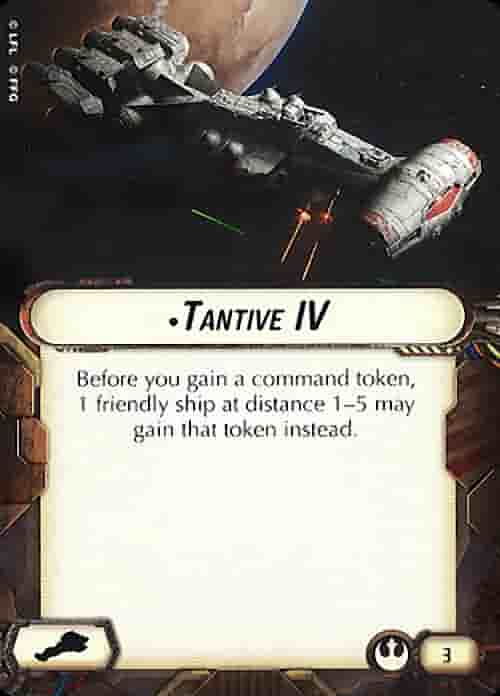 © LFL © FFG
•TANTIVE IV
Before you gain a command token,
1 friendly ship at distance 1–5 may
gain that token instead.
3